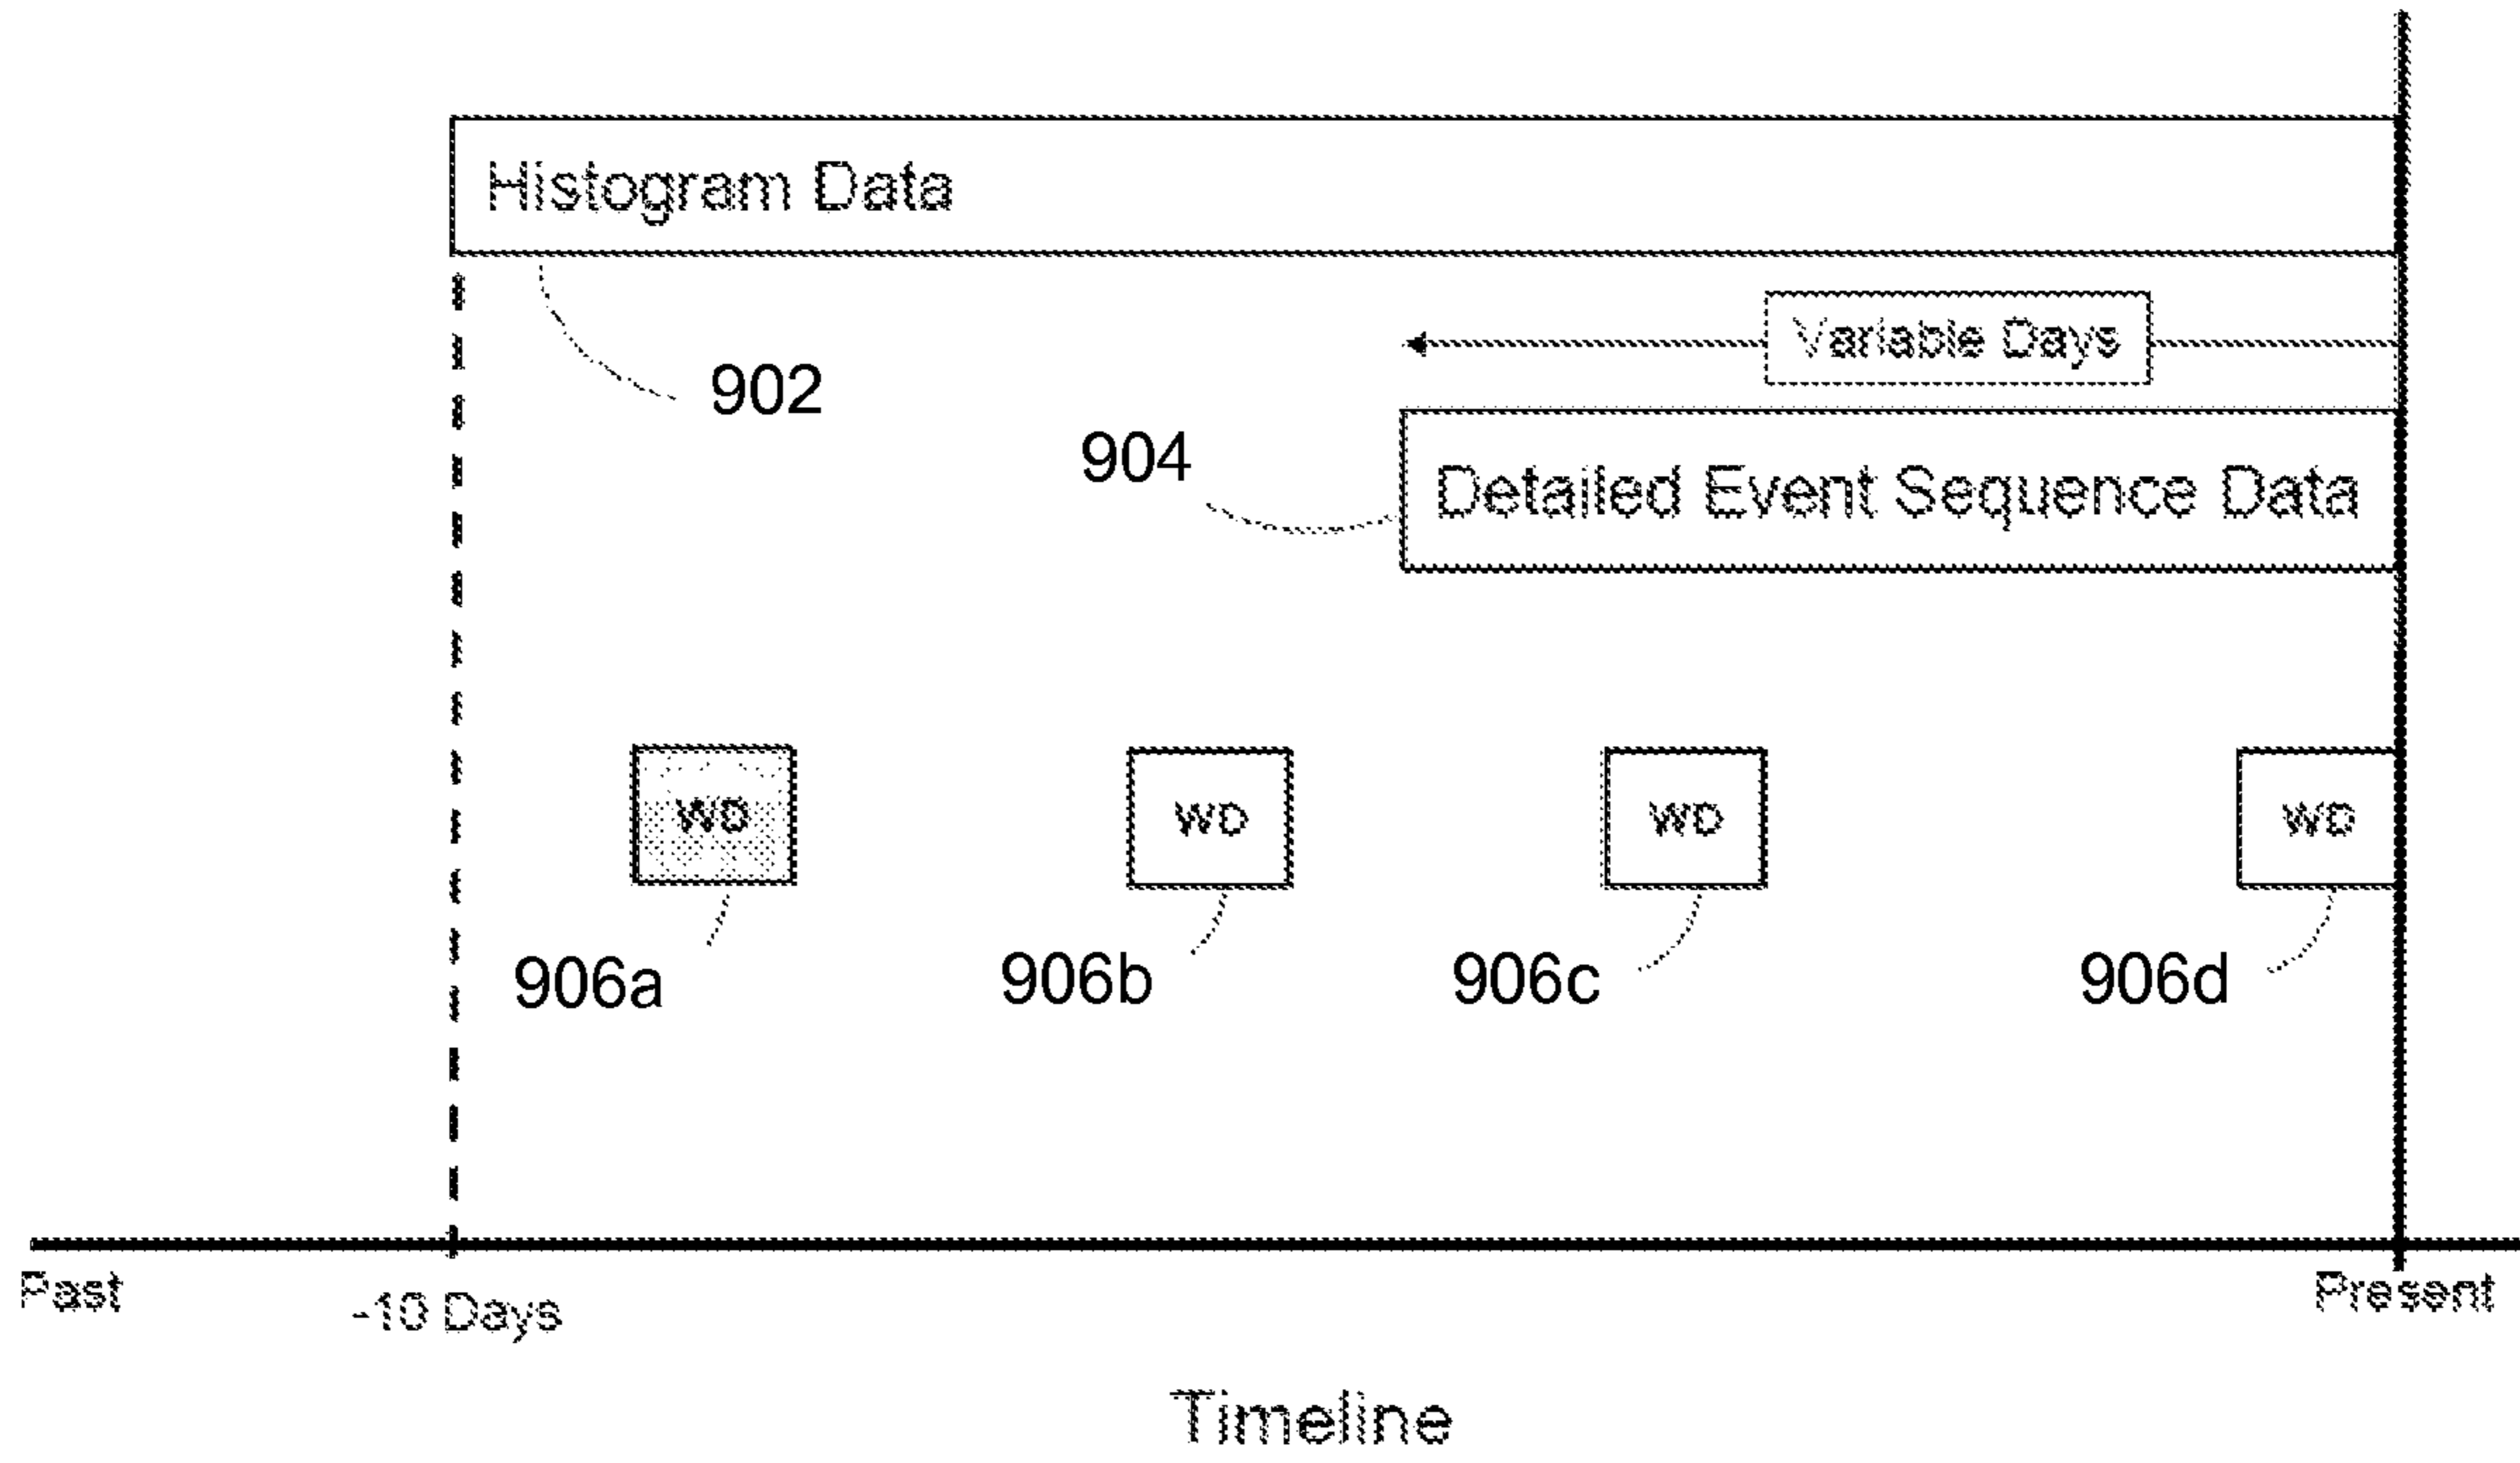 Histogram Data
Variable Days
902
904
Detailed Event Sequence Data
WD
WD
WD
WD
906a
906b
906c
906d
Past
-10 Days
Present
Timeline